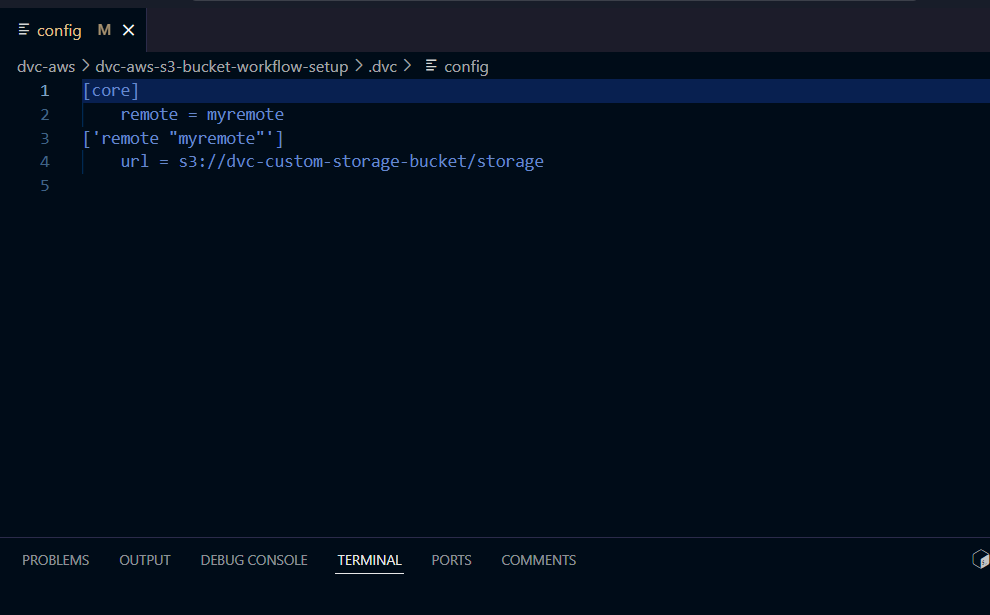 config M
dvc-aws > dvc-aws-s3-bucket-workflow-setup > .dvc > config
1 [core]
2 remote = myremote
3 ['remote "myremote"']
4 url = s3://dvc-custom-storage-bucket/storage
5
PROBLEMS OUTPUT DEBUG CONSOLE TERMINAL PORTS COMMENTS